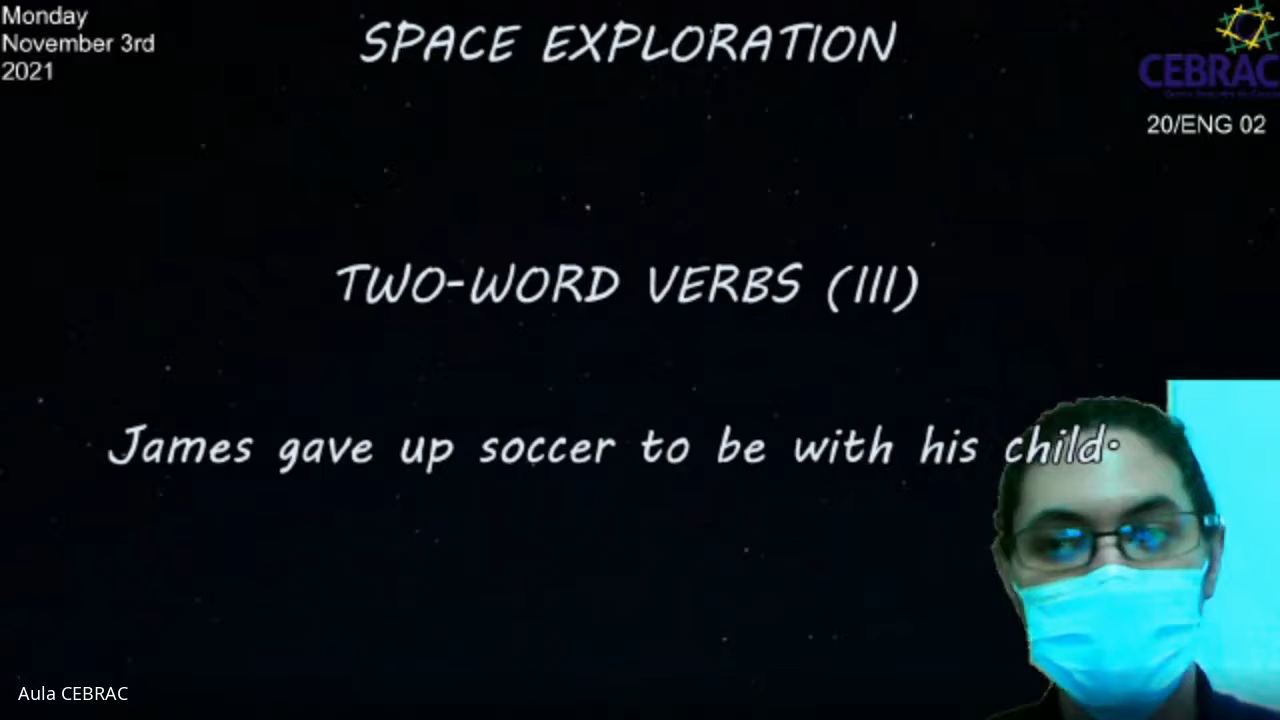 Monday
November 3rd
2021
SPACE EXPLORATION
CEBRAC
20/ENG 02
TWO-WORD VERBS (III)
James gave up soccer to be with his child.
Aula CEBRAC